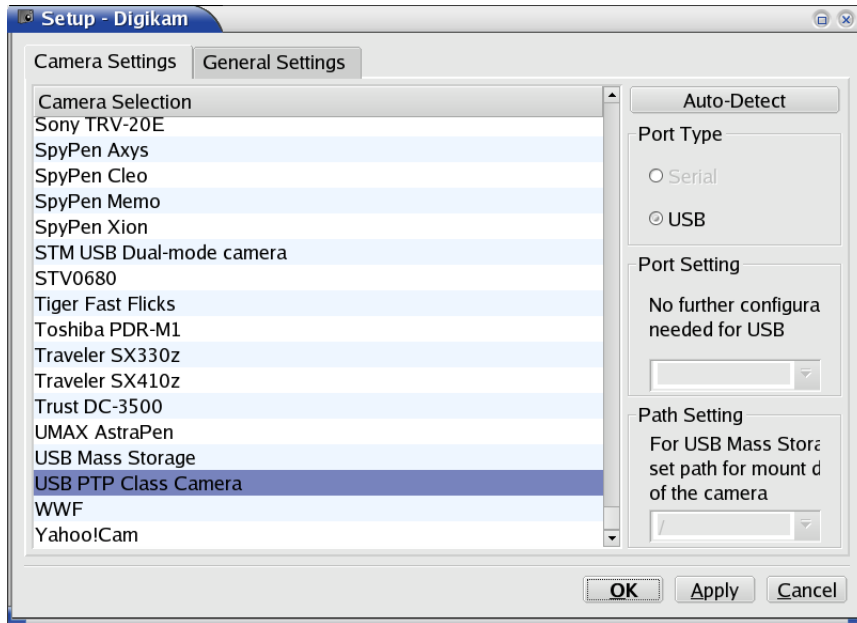 Setup - Digikam
Camera Settings
General Settings
Camera Selection
Sony TRV-20E
SpyPen Axys
SpyPen Cleo
SpyPen Memo
SpyPen Xion
STM USB Dual-mode camera
STV0680
Tiger Fast Flicks
Toshiba PDR-M1
Traveler SX330z
Traveler SX410z
Trust DC-3500
UMAX AstraPen
USB Mass Storage
USB PTP Class Camera
WWF
Yahoo!Cam
Auto-Detect
Port Type
Serial
USB
Port Setting
No further configura
needed for USB
Path Setting
For USB Mass Stora
set path for mount d
of the camera
/
OK
Apply
Cancel